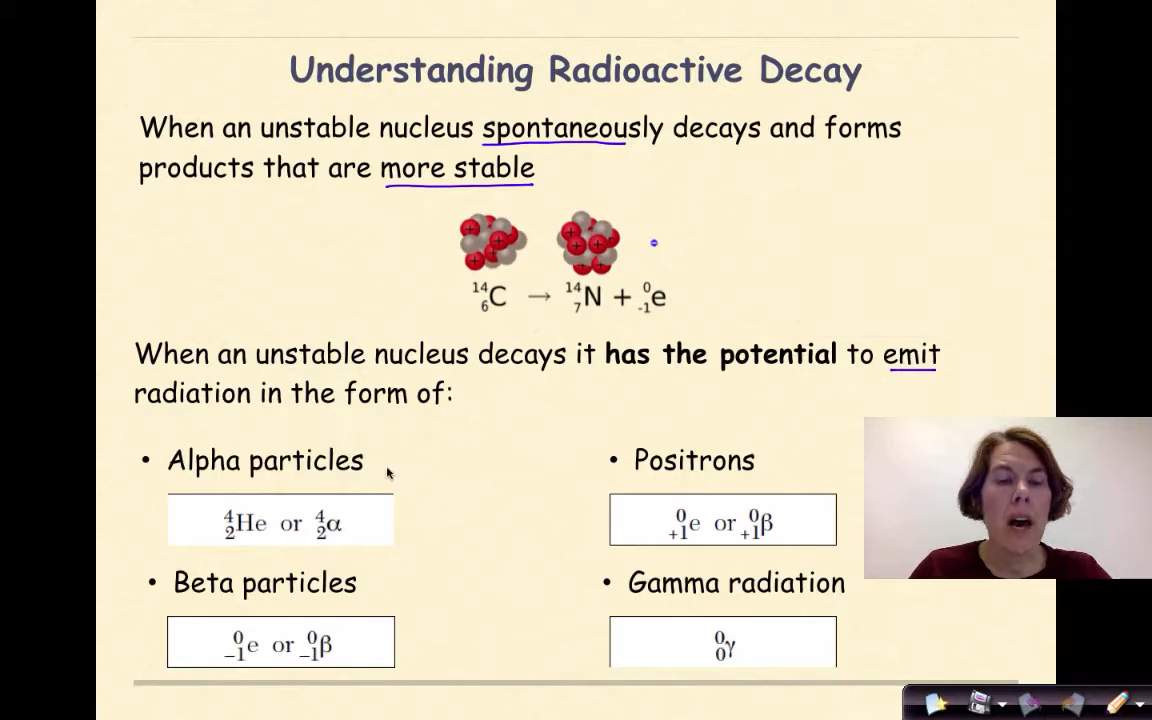 Understanding Radioactive Decay
When an unstable nucleus spontaneously decays and forms
products that are more stable
¹⁴₆C → ¹⁴₇N + ⁰₋₁e
When an unstable nucleus decays it has the potential to emit
radiation in the form of:
• Alpha particles
⁴₂He or ⁴₂α
• Beta particles
⁰₋₁e or ⁰₋₁β
• Positrons
⁰₊₁e or ⁰₊₁β
• Gamma radiation
⁰₀γ